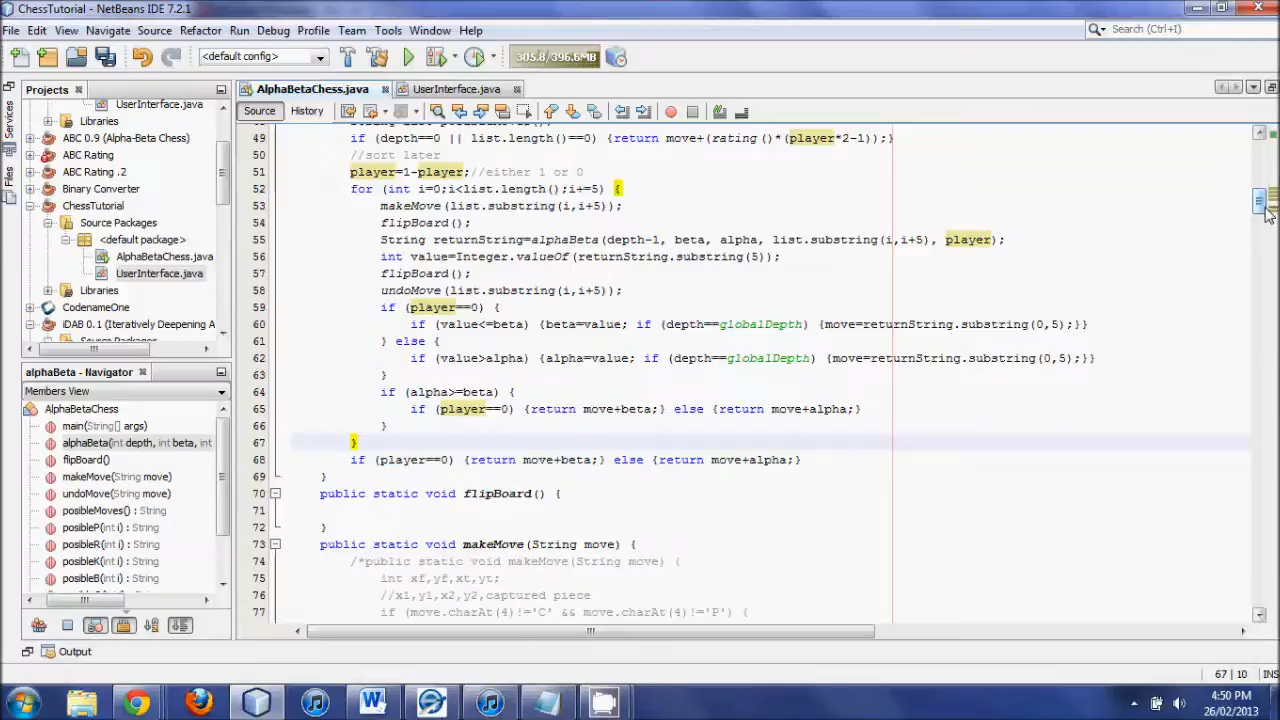 ChessTutorial - NetBeans IDE 7.2.1
File Edit View Navigate Source Refactor Run Debug Profile Team Tools Window Help
Search (Ctrl+I)
<default config>
305.8/396.6MB
Projects
AlphaBetaChess.java
UserInterface.java
Source History
Services
Files
UserInterface.java
Libraries
ABC 0.9 (Alpha-Beta Chess)
ABC Rating
ABC Rating .2
Binary Converter
ChessTutorial
Source Packages
<default package>
AlphaBetaChess.java
UserInterface.java
Libraries
CodenameOne
iDAB 0.1 (Iteratively Deepening A
alphaBeta - Navigator
Members View
AlphaBetaChess
main(String[] args)
alphaBeta(int depth, int beta, int
flipBoard()
makeMove(String move)
undoMove(String move)
posibleMoves() : String
posibleP(int i) : String
posibleR(int i) : String
posibleK(int i) : String
posibleB(int i) : String
49 if (depth==0 || list.length()==0) {return move+(rating ()*(player*2-1));}
50 //sort later
51 player=1-player;//either 1 or 0
52 for (int i=0;i<list.length();i+=5) {
53 makeMove(list.substring(i,i+5));
54 flipBoard();
55 String returnString=alphaBeta(depth-1, beta, alpha, list.substring(i,i+5), player);
56 int value=Integer.valueOf(returnString.substring(5));
57 flipBoard();
58 undoMove(list.substring(i,i+5));
59 if (player==0) {
60 if (value<=beta) {beta=value; if (depth==globalDepth) {move=returnString.substring(0,5);}}
61 } else {
62 if (value>alpha) {alpha=value; if (depth==globalDepth) {move=returnString.substring(0,5);}}
63 }
64 if (alpha>=beta) {
65 if (player==0) {return move+beta;} else {return move+alpha;}
66 }
67 }
68 if (player==0) {return move+beta;} else {return move+alpha;}
69 }
70 public static void flipBoard() {
71
72 }
73 public static void makeMove(String move) {
74 /*public static void makeMove(String move) {
75 int xf,yf,xt,yt;
76 //x1,y1,x2,y2,captured piece
77 if (move.charAt(4)!='C' && move.charAt(4)!='P') {
Output
67 | 10 INS
4:50 PM
26/02/2013